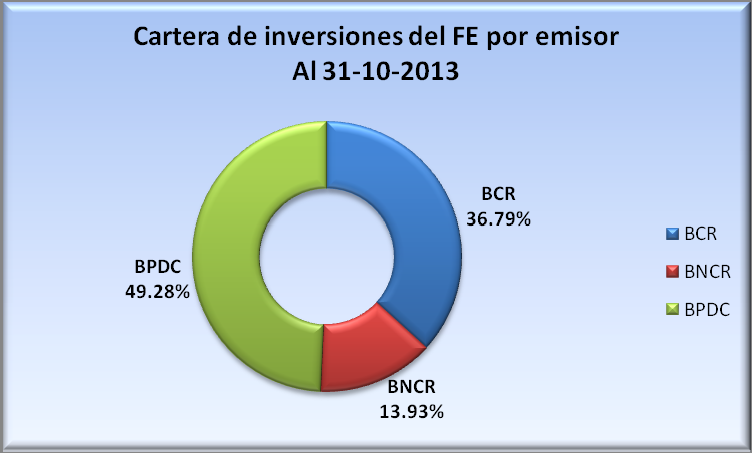 Cartera de inversiones del FE por emisor
Al 31-10-2013
BCR
36.79%
BPDC
49.28%
BNCR
13.93%
BCR
BNCR
BPDC